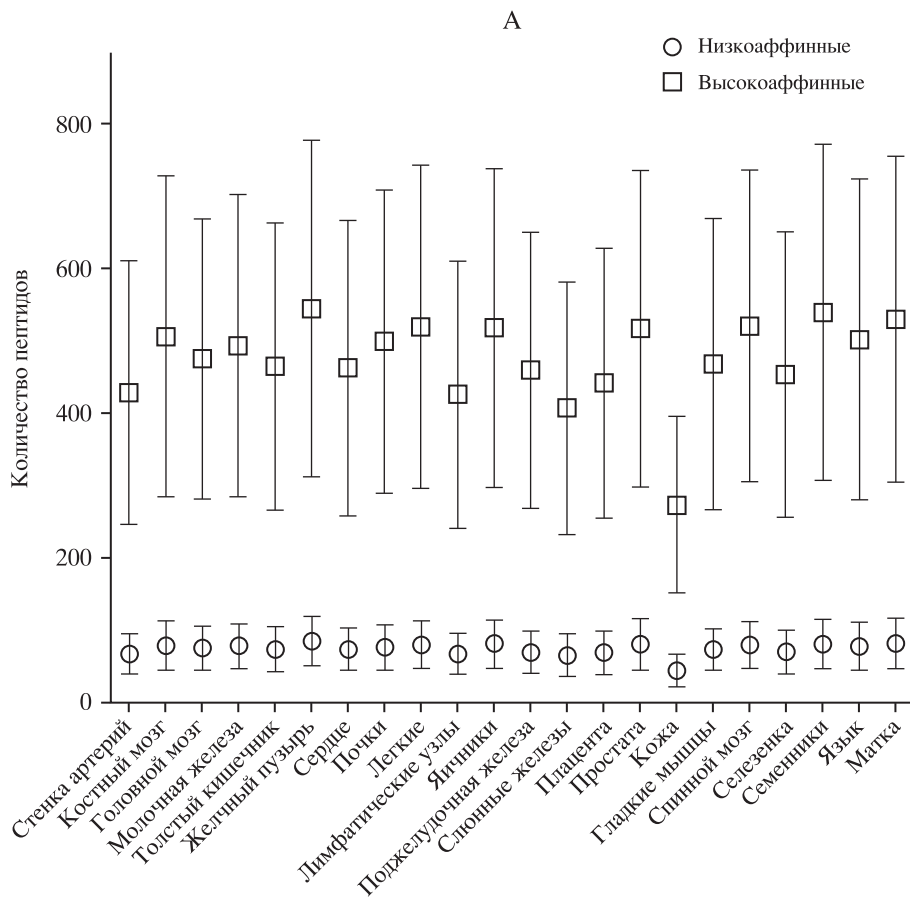 А
Низкоаффинные
Высокоаффинные
Количество пептидов
800
600
400
200
0
Стенка артерий
Костный мозг
Головной мозг
Молочная железа
Толстый кишечник
Желчный пузырь
Сердце
Почки
Легкие
Лимфатические узлы
Яичники
Поджелудочная железа
Слюнные железы
Плацента
Простата
Кожа
Гладкие мышцы
Спинной мозг
Селезенка
Семенники
Язык
Матка